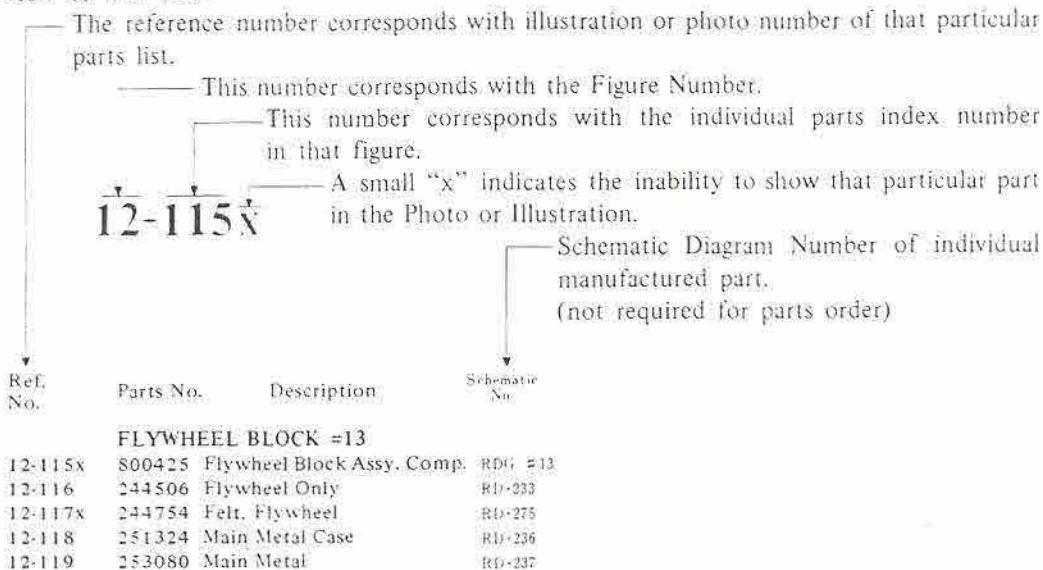 The reference number corresponds with illustration or photo number of that particular
parts list.
This number corresponds with the Figure Number.
This number corresponds with the individual parts index number
in that figure.
A small “x” indicates the inability to show that particular part
in the Photo or Illustration.
12-115x
Schematic Diagram Number of individual
manufactured part.
(not required for parts order)
Ref. No. Parts No. Description Schematic No
FLYWHEEL BLOCK =13
12-115x 800425 Flywheel Block Assy. Comp. RDG =13
12-116 244506 Flywheel Only RD-233
12-117x 244754 Felt, Flywheel RD-275
12-118 251324 Main Metal Case RD-236
12-119 253080 Main Metal RD-237